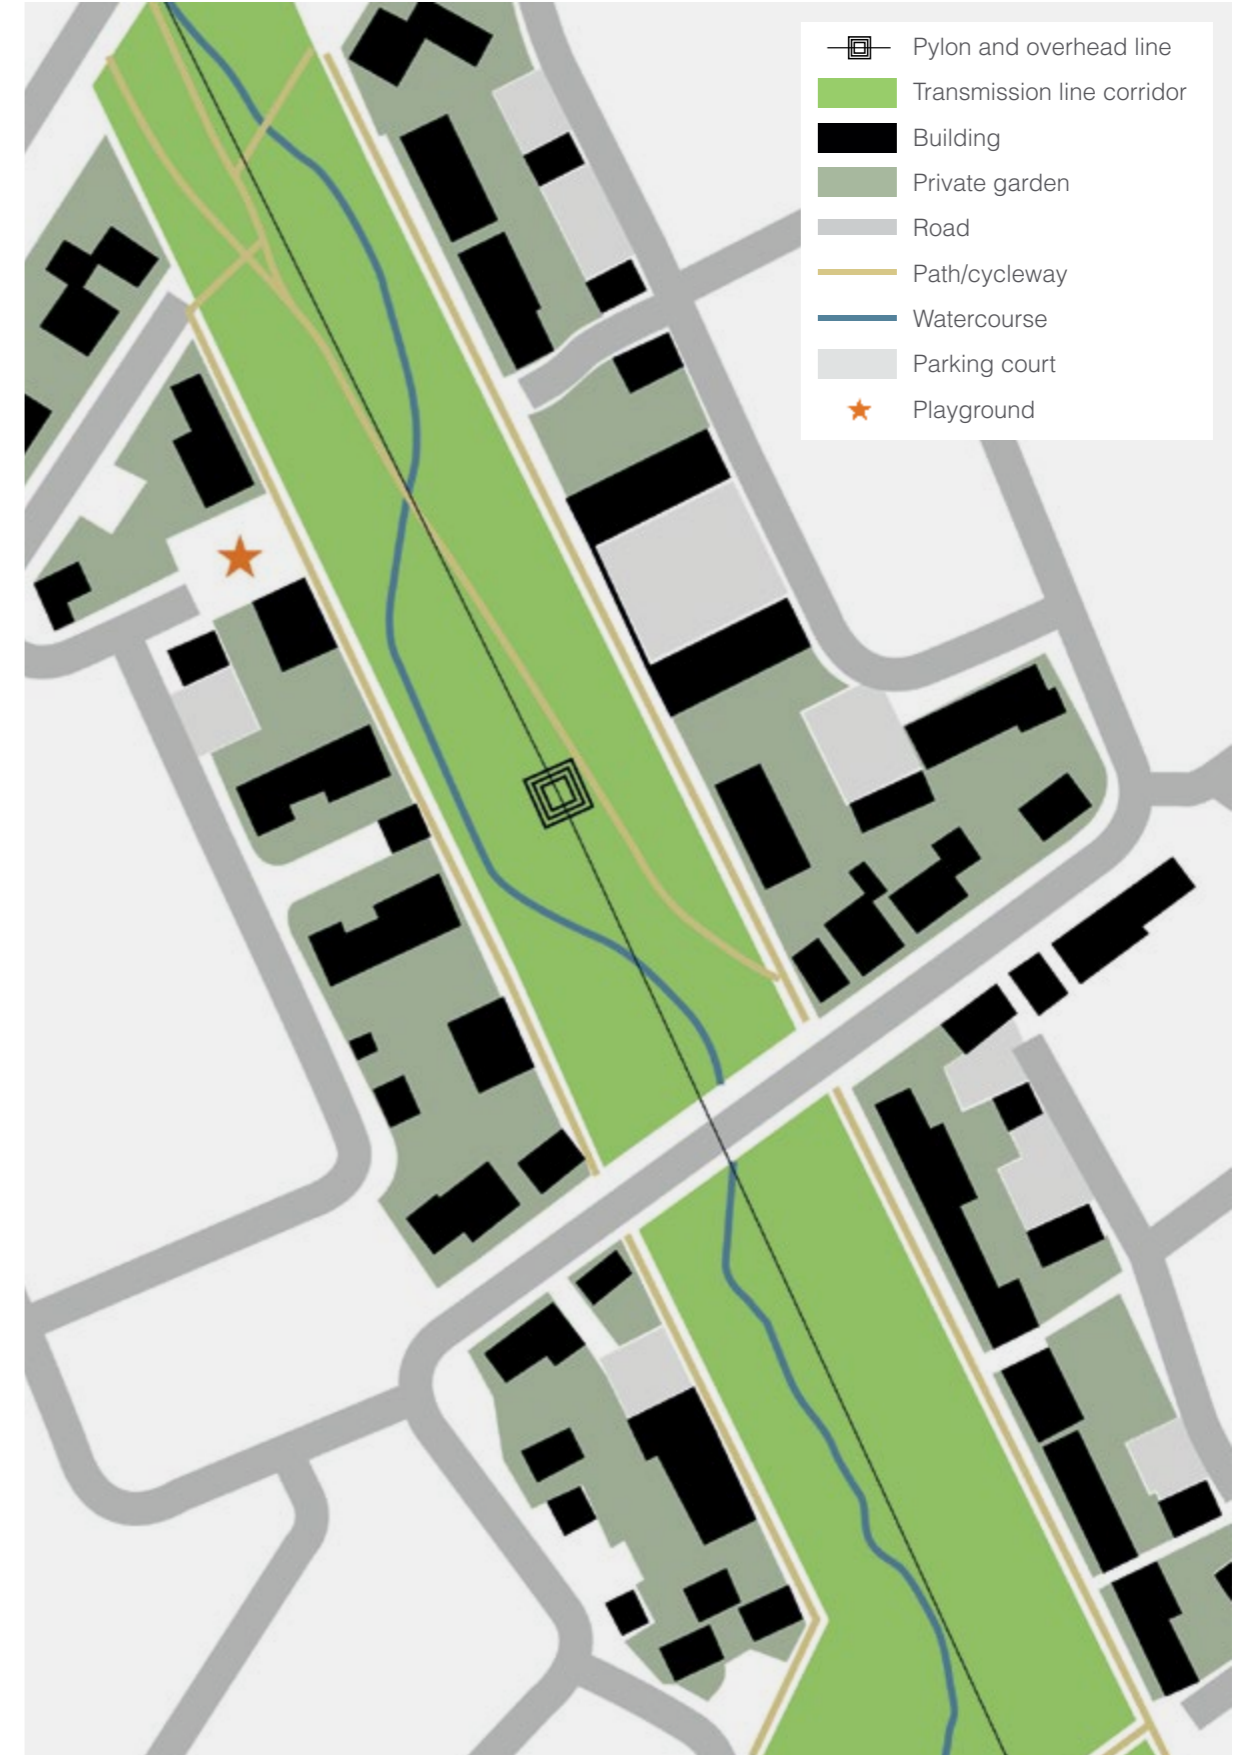 Pylon and overhead line
Transmission line corridor
Building
Private garden
Road
Path/cycleway
Watercourse
Parking court
Playground